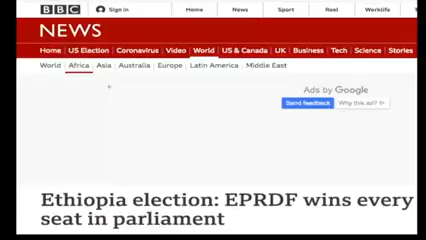 BBC Sign in Home News Sport Reel Worklife
NEWS
Home US Election Coronavirus Video World US & Canada UK Business Tech Science Stories
World Africa Asia Australia Europe Latin America Middle East
Ads by Google
Send feedback Why this ad?
Ethiopia election: EPRDF wins every
seat in parliament